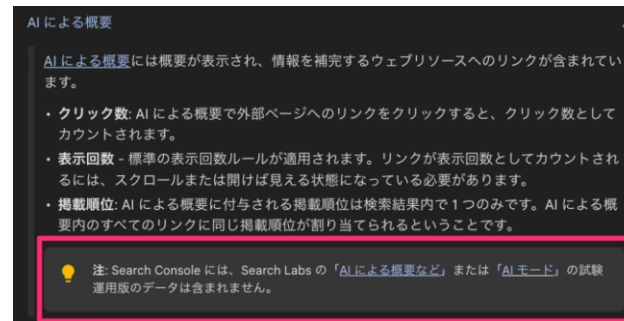 AI による概要
AI による概要には概要が表示され、情報を補完するウェブリソースへのリンクが含まれてい
ます。
・クリック数: AI による概要で外部ページへのリンクをクリックすると、クリック数として
カウントされます。
・表示回数 - 標準の表示回数ルールが適用されます。リンクが表示回数としてカウントされ
るには、スクロールまたは開けば見える状態になっている必要があります。
・掲載順位: AI による概要に付与される掲載順位は検索結果内で 1 つのみです。AI による概
要内のすべてのリンクに同じ掲載順位が割り当てられるということです。
注: Search Console には、Search Labs の「AI による概要など」または「AI モード」の試験
運用版のデータは含まれません。